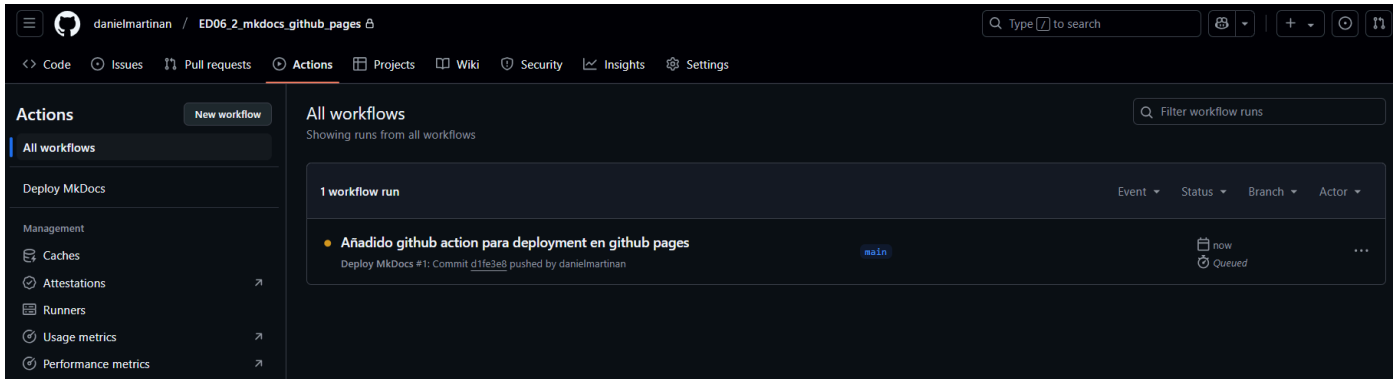 danielmartinan / ED06_2_mkdocs_github_pages
Type / to search
Code Issues Pull requests Actions Projects Wiki Security Insights Settings
Actions
New workflow
All workflows
Deploy MkDocs
Management
Caches
Attestations
Runners
Usage metrics
Performance metrics
All workflows
Showing runs from all workflows
Filter workflow runs
1 workflow run
Event Status Branch Actor
Añadido github action para deployment en github pages
Deploy MkDocs #1: Commit d1fe3e8 pushed by danielmartinan
main
now
Queued